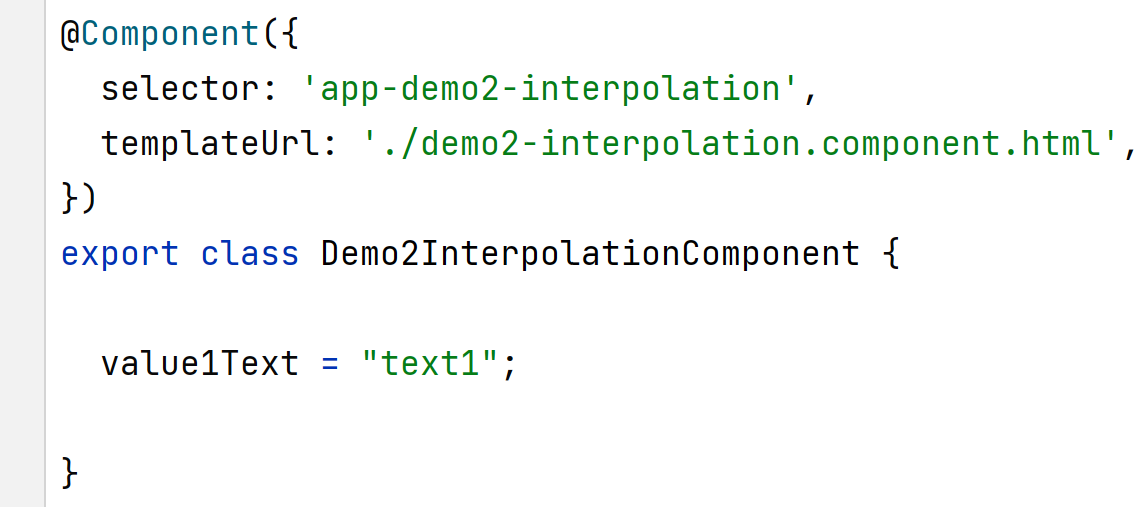 @Component({
  selector: 'app-demo2-interpolation',
  templateUrl: './demo2-interpolation.component.html',
})
export class Demo2InterpolationComponent {
  value1Text = "text1";
}